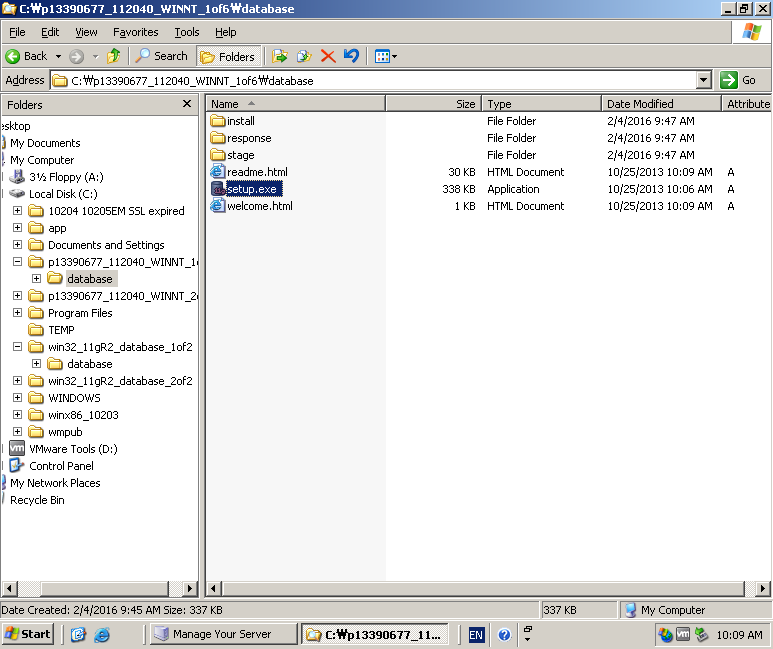 C:₩p13390677_112040_WINNT_1of6₩database
File Edit View Favorites Tools Help
Back Search Folders
Address C:₩p13390677_112040_WINNT_1of6₩database Go
Folders
Name Size Type Date Modified Attribute
esktop
My Documents
My Computer
3½ Floppy (A:)
Local Disk (C:)
10204 10205EM SSL expired
app
Documents and Settings
p13390677_112040_WINNT_1
database
p13390677_112040_WINNT_2
Program Files
TEMP
win32_11gR2_database_1of2
database
win32_11gR2_database_2of2
WINDOWS
winx86_10203
wmpub
VMware Tools (D:)
Control Panel
My Network Places
Recycle Bin
install File Folder 2/4/2016 9:47 AM
response File Folder 2/4/2016 9:47 AM
stage File Folder 2/4/2016 9:47 AM
readme.html 30 KB HTML Document 10/25/2013 10:09 AM A
setup.exe 338 KB Application 10/25/2013 10:06 AM A
welcome.html 1 KB HTML Document 10/25/2013 10:09 AM A
Date Created: 2/4/2016 9:45 AM Size: 337 KB 337 KB My Computer
Start Manage Your Server C:₩p13390677_11... EN 10:09 AM